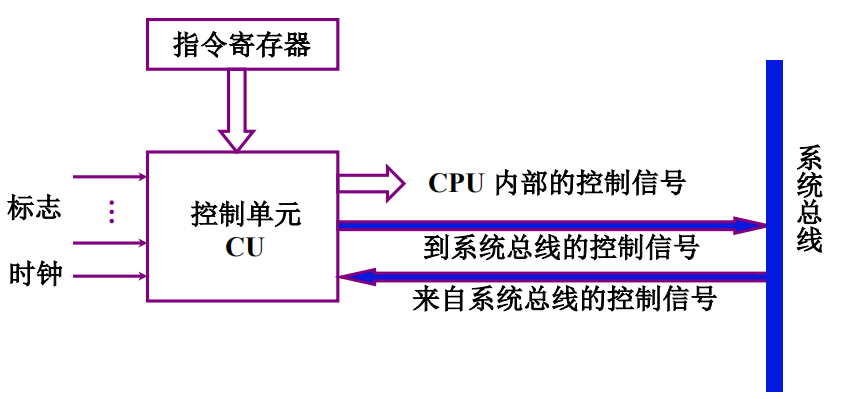 指令寄存器
标志
时钟
控制单元
CU
CPU 内部的控制信号
到系统总线的控制信号
来自系统总线的控制信号
系统总线